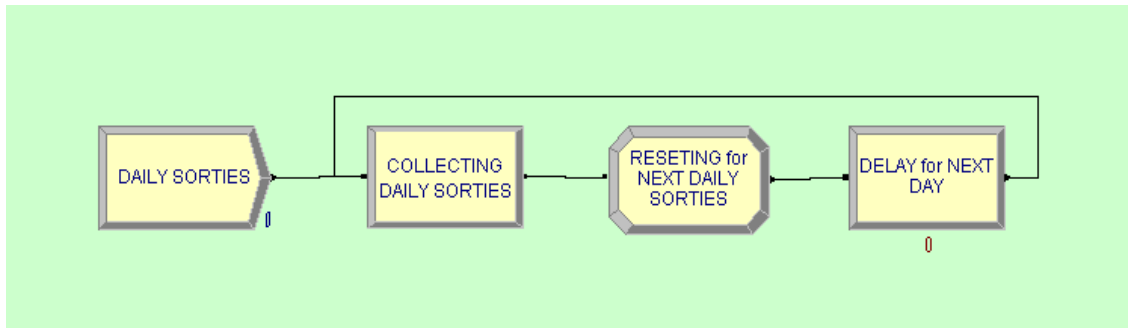 DAILY SORTIES
0
COLLECTING
DAILY SORTIES
RESETING for
NEXT DAILY
SORTIES
DELAY for NEXT
DAY
0